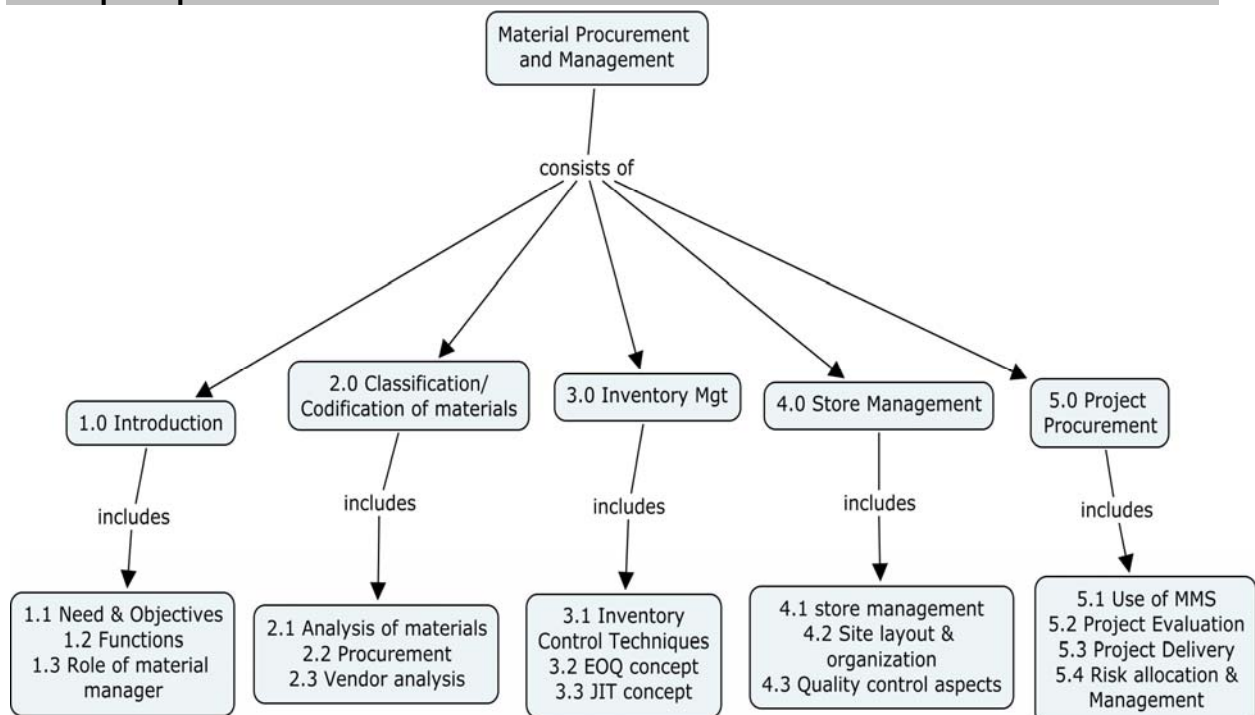 Material Procurement
and Management
consists of
1.0 Introduction
2.0 Classification/
Codification of materials
3.0 Inventory Mgt
4.0 Store Management
5.0 Project
Procurement
includes
includes
includes
includes
includes
1.1 Need & Objectives
1.2 Functions
1.3 Role of material
manager
2.1 Analysis of materials
2.2 Procurement
2.3 Vendor analysis
3.1 Inventory
Control Techniques
3.2 EOQ concept
3.3 JIT concept
4.1 store management
4.2 Site layout &
organization
4.3 Quality control aspects
5.1 Use of MMS
5.2 Project Evaluation
5.3 Project Delivery
5.4 Risk allocation &
Management